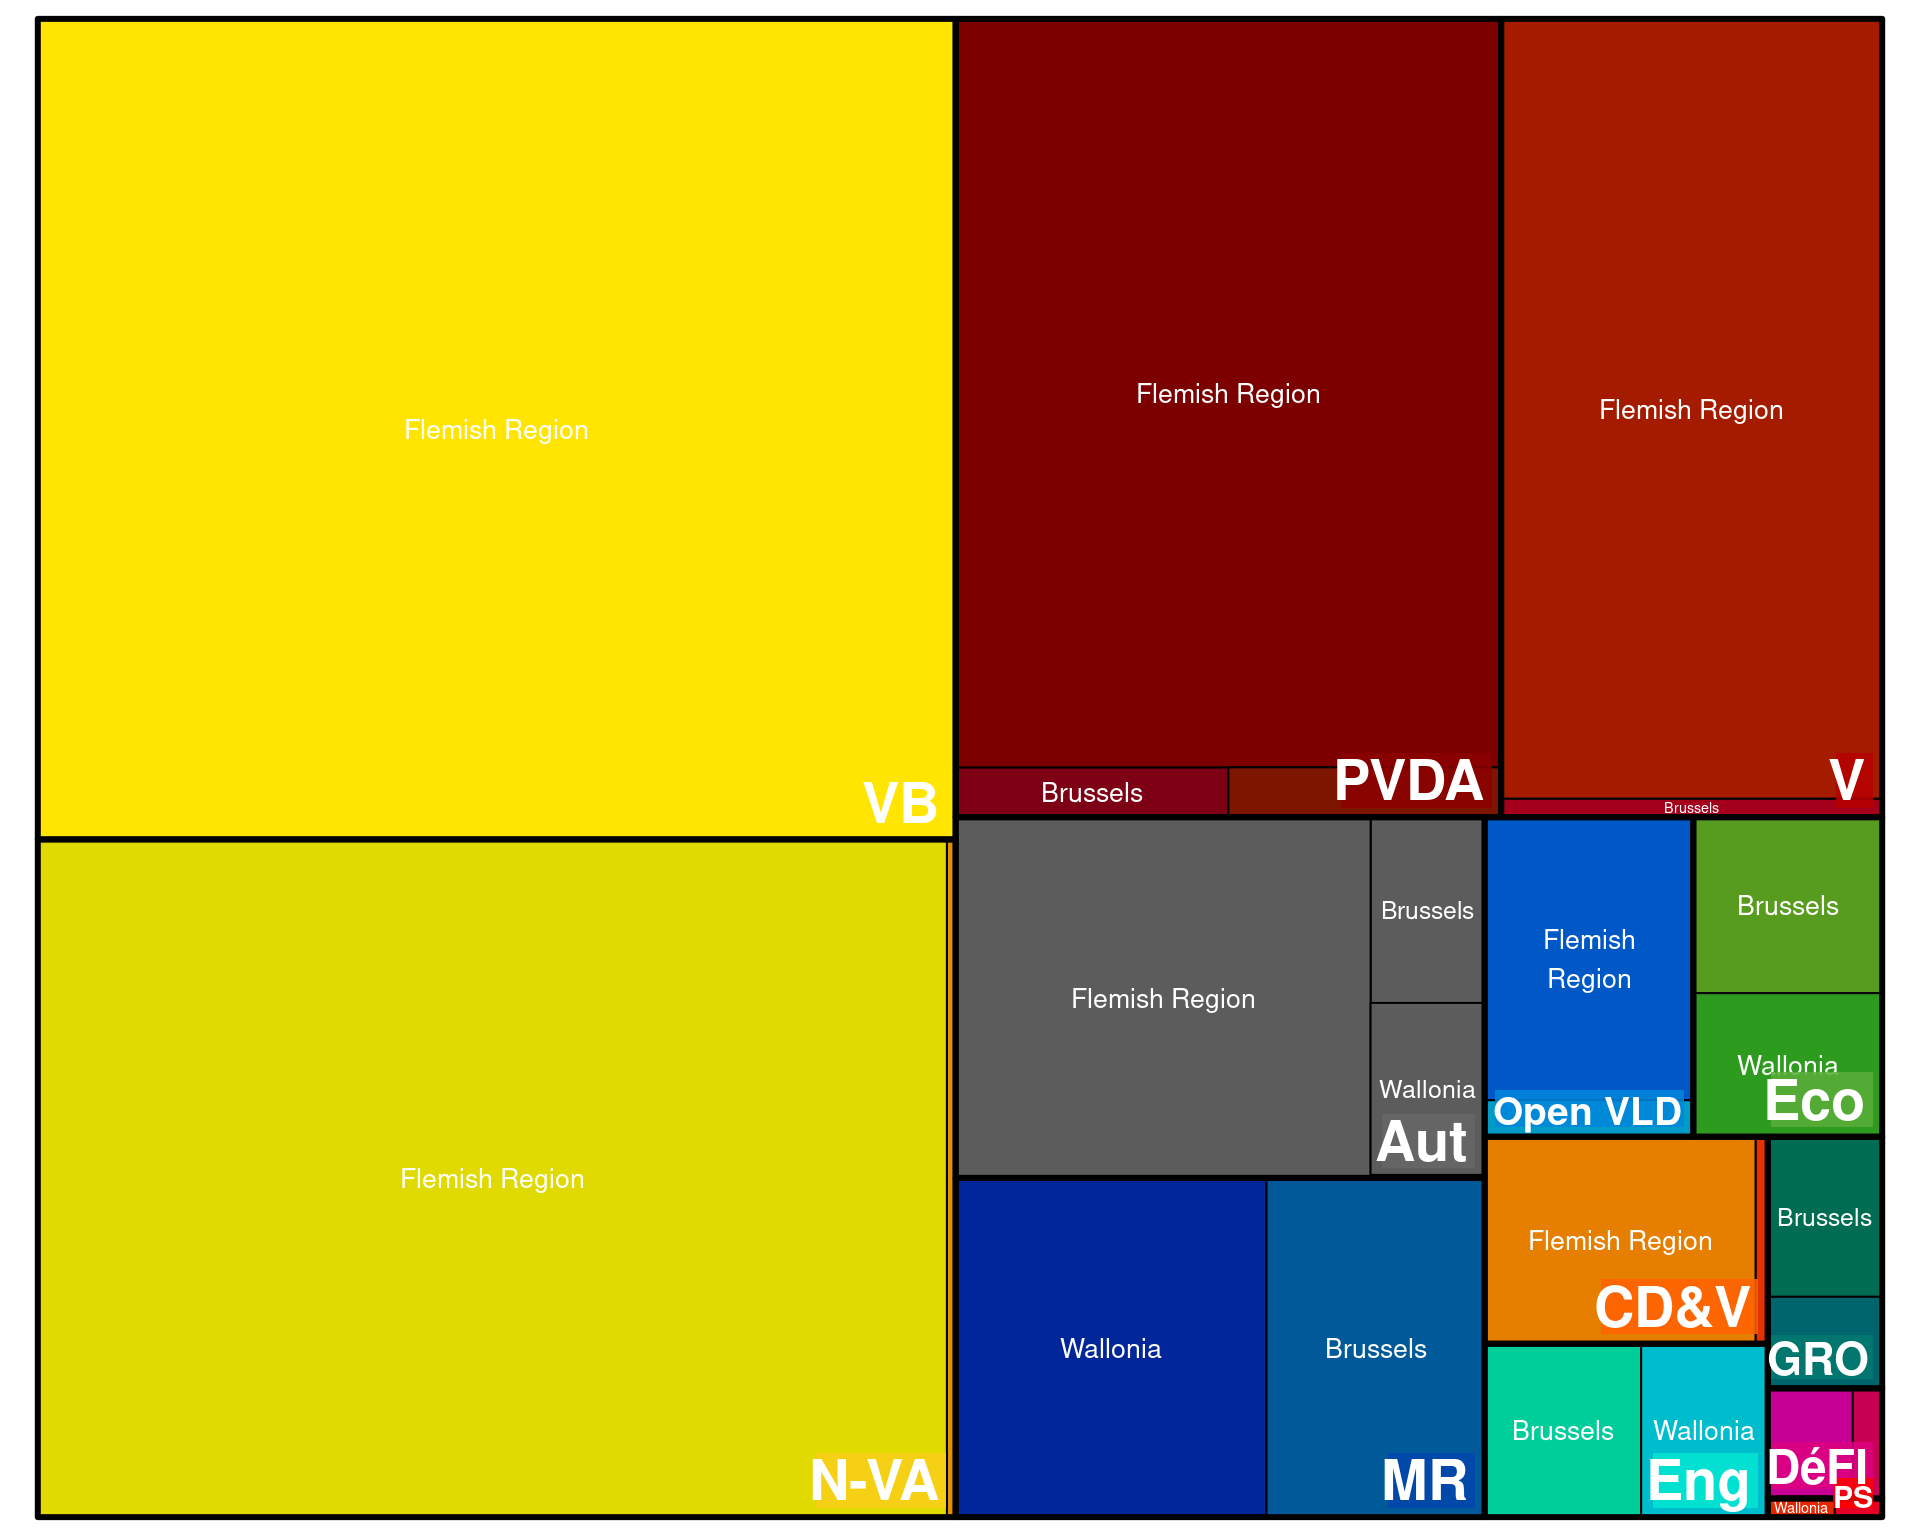 Flemish Region
VB
Flemish Region
N-VA
Flemish Region
Brussels
PVDA
Flemish Region
Brussels
V
Flemish Region
Brussels
Wallonia
Aut
Wallonia
Brussels
MR
Flemish
Region
Open VLD
Brussels
Wallonia
Eco
Flemish Region
CD&V
Brussels
GRO
Brussels
Wallonia
Eng
DéFI
Wallonia
PS